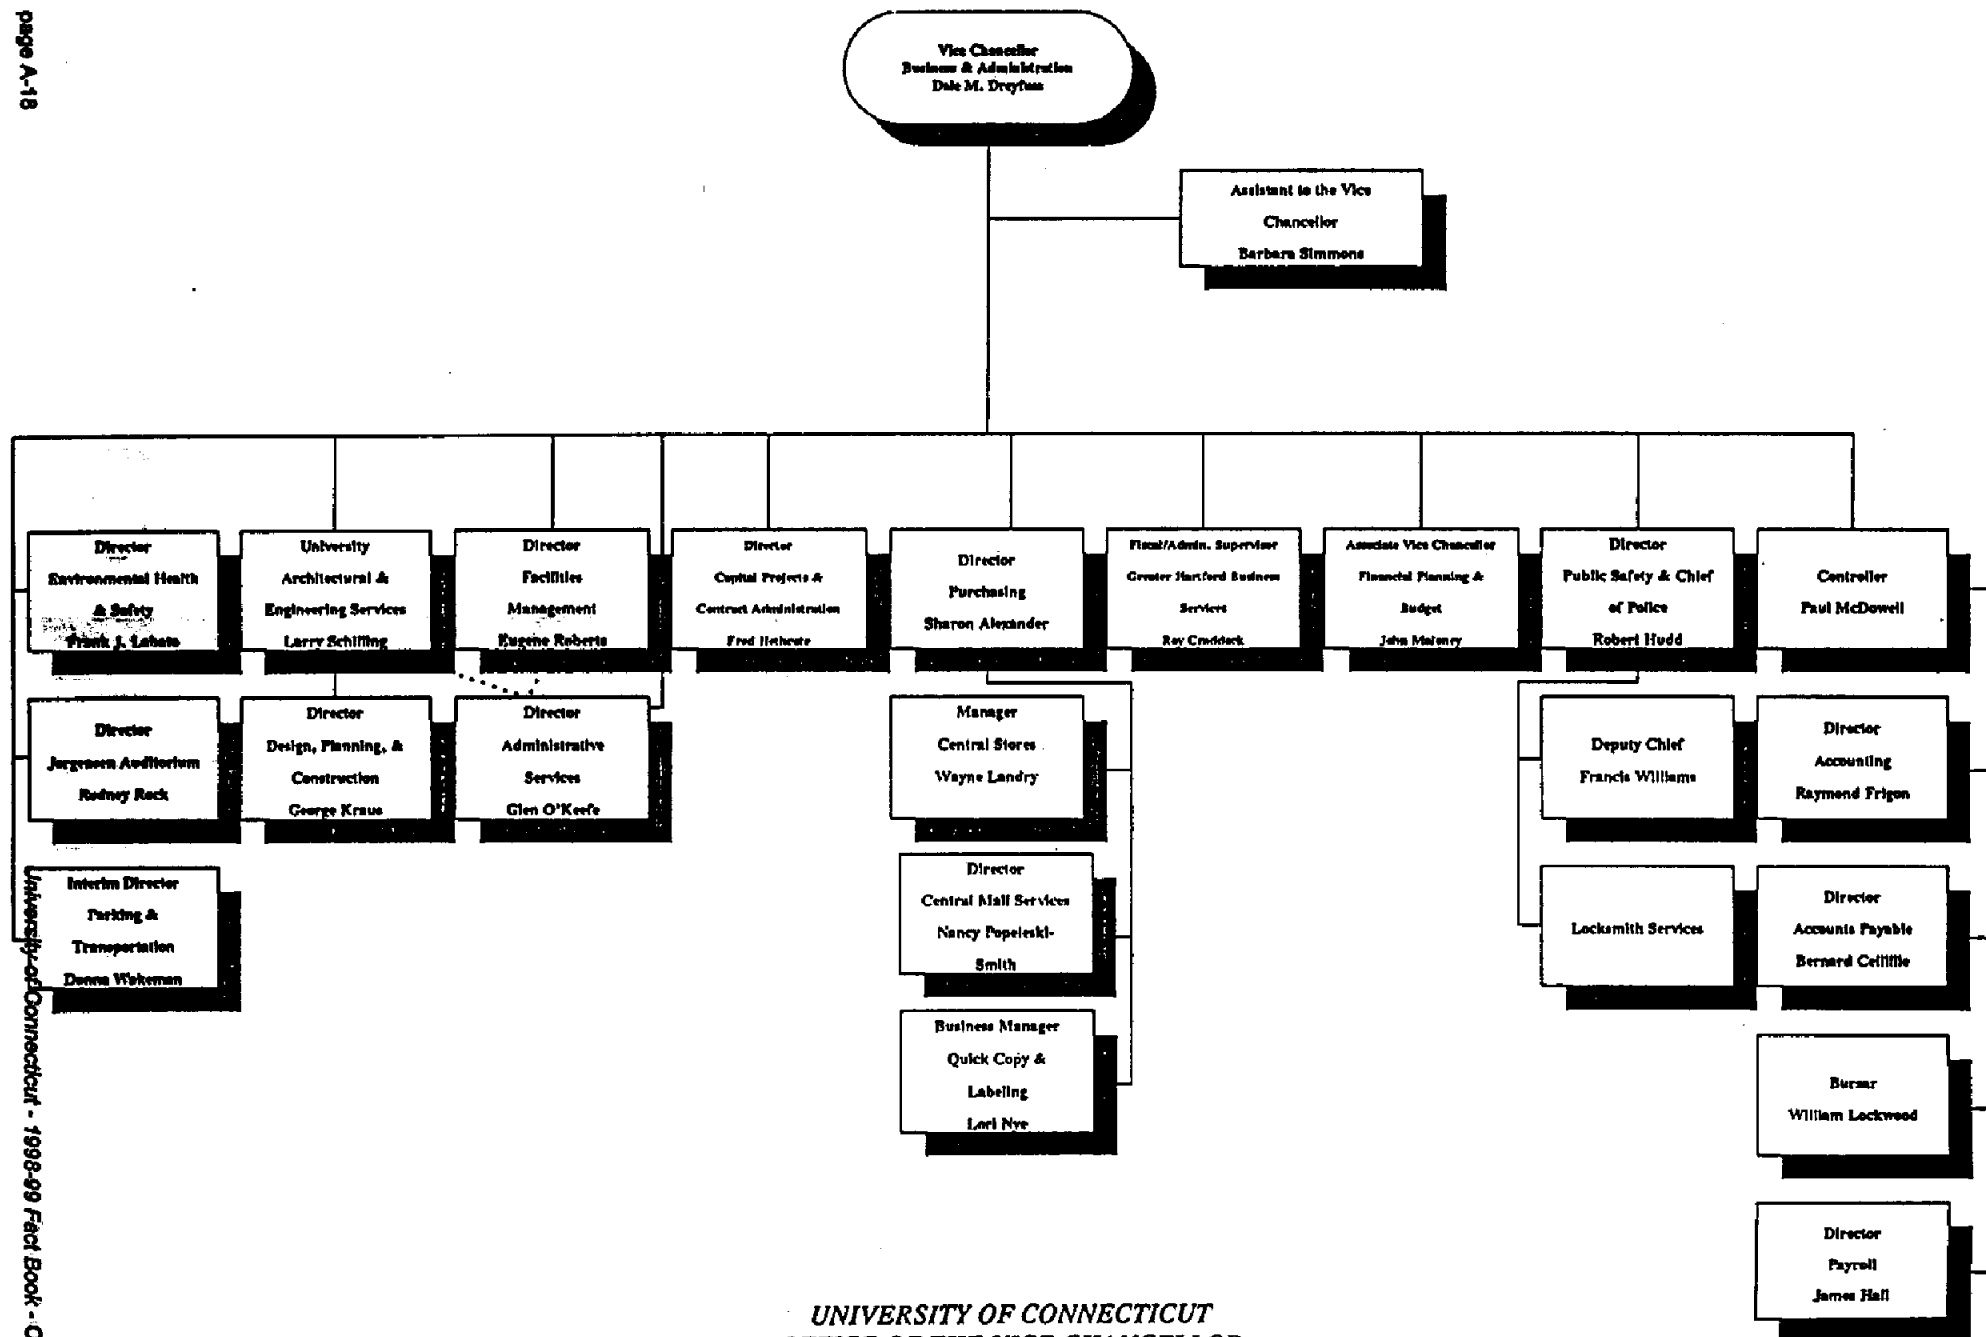 page A-18
Vice Chancellor
Business & Administration
Dale M. Dreyfuss
Assistant to the Vice
Chancellor
Barbara Simmons
Director
Environmental Health
& Safety
Frank J. Labato
University
Architectural &
Engineering Services
Larry Schilling
Director
Facilities
Management
Eugene Roberts
Director
Capital Projects &
Contract Administration
Fred Hethcote
Director
Purchasing
Sharon Alexander
Fiscal/Admin. Supervisor
Greater Hartford Business
Services
Roy Craddock
Associate Vice Chancellor
Financial Planning &
Budget
John Maloney
Director
Public Safety & Chief
of Police
Robert Hudd
Controller
Paul McDowell
Director
Jorgensen Auditorium
Rodney Rock
Director
Design, Planning, &
Construction
George Kraus
Director
Administrative
Services
Glen O'Keefe
Manager
Central Stores
Wayne Landry
Deputy Chief
Francis Williams
Director
Accounting
Raymond Frigon
Interim Director
Parking &
Transportation
Donna Wakeman
Director
Central Mail Services
Nancy Popeleski-
Smith
Locksmith Services
Director
Accounts Payable
Bernard
Business Manager
Quick Copy &
Labeling
Lori Nye
Bursar
William Lockwood
Director
Payroll
James Hall
University of Connecticut - 1998-99 Fact Book -
UNIVERSITY OF CONNECTICUT